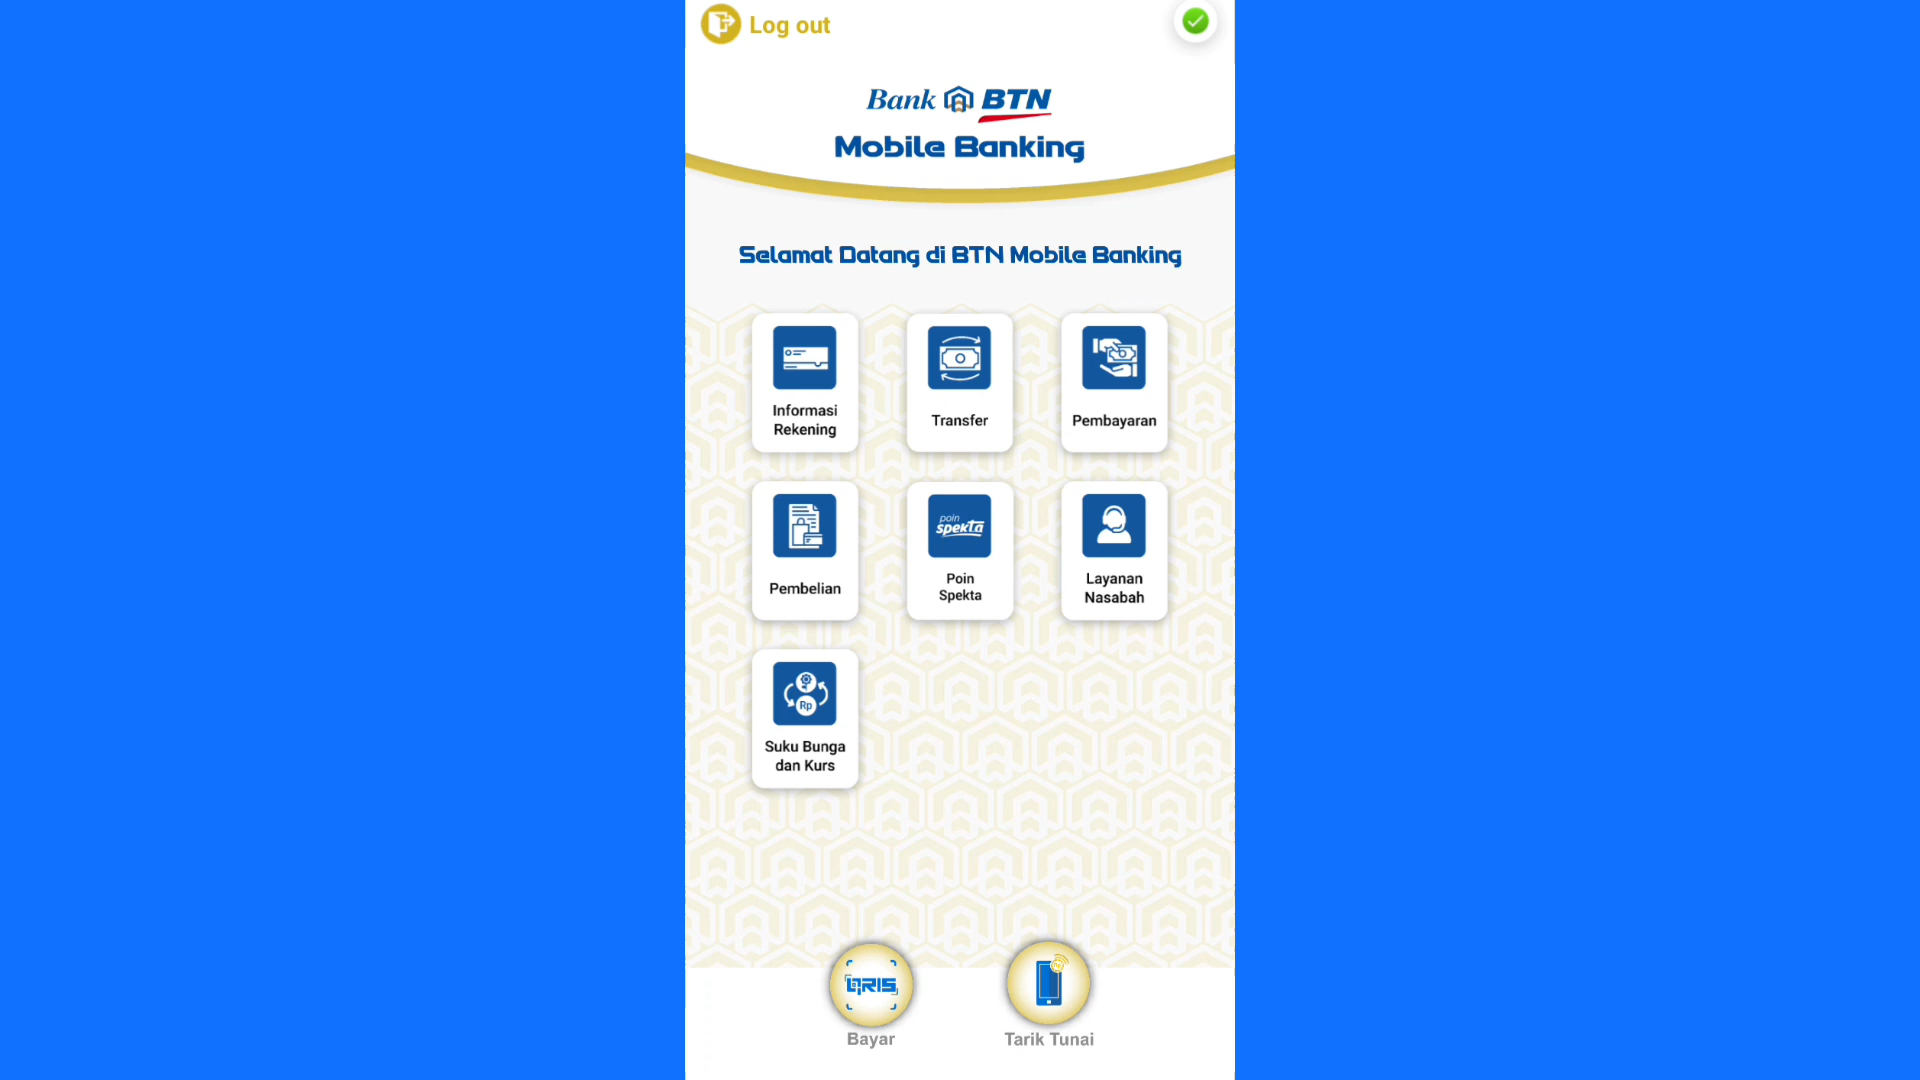 Log out
Bank BTN
Mobile Banking
Selamat Datang di BTN Mobile Banking
Informasi
Rekening
Transfer
Pembayaran
Pembelian
poin
spekta
Poin
Spekta
Layanan
Nasabah
Rp
Suku Bunga
dan Kurs
QRIS
Bayar
Tarik Tunai